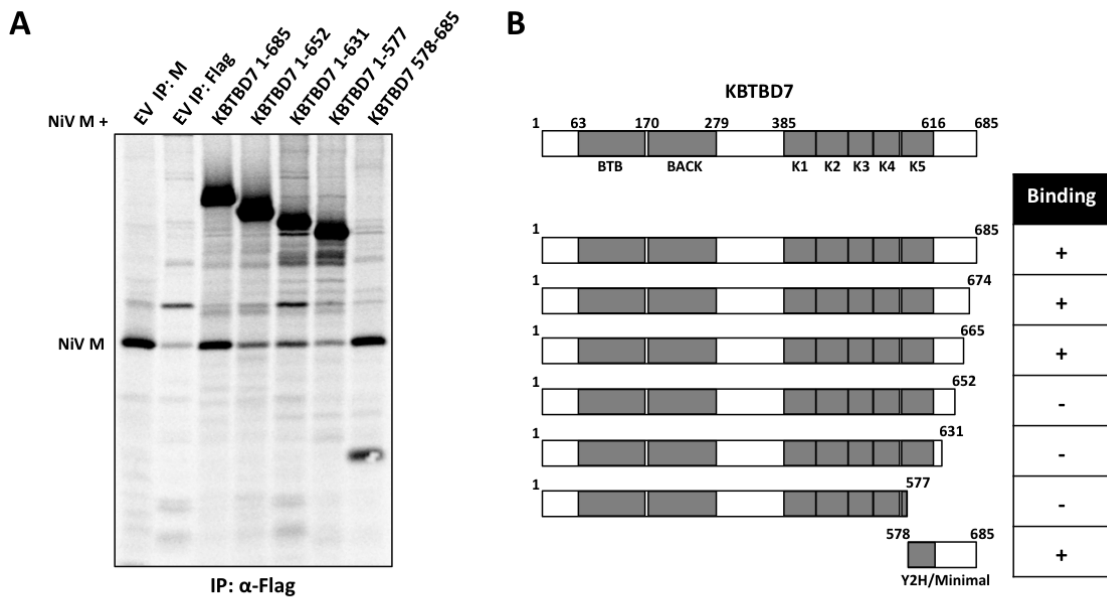 A
EV IP: M
EV IP: Flag
KBTBD7 1-685
KBTBD7 1-652
KBTBD7 1-631
KBTBD7 1-577
KBTBD7 578-685
NiV M +
NiV M
IP: α-Flag
B
KBTBD7
1 63 170 279 385 616 685
BTB BACK K1 K2 K3 K4 K5
Binding
1 685
+
1 674
+
1 665
+
1 652
-
1 631
-
1 577
-
578 685
+
Y2H/Minimal